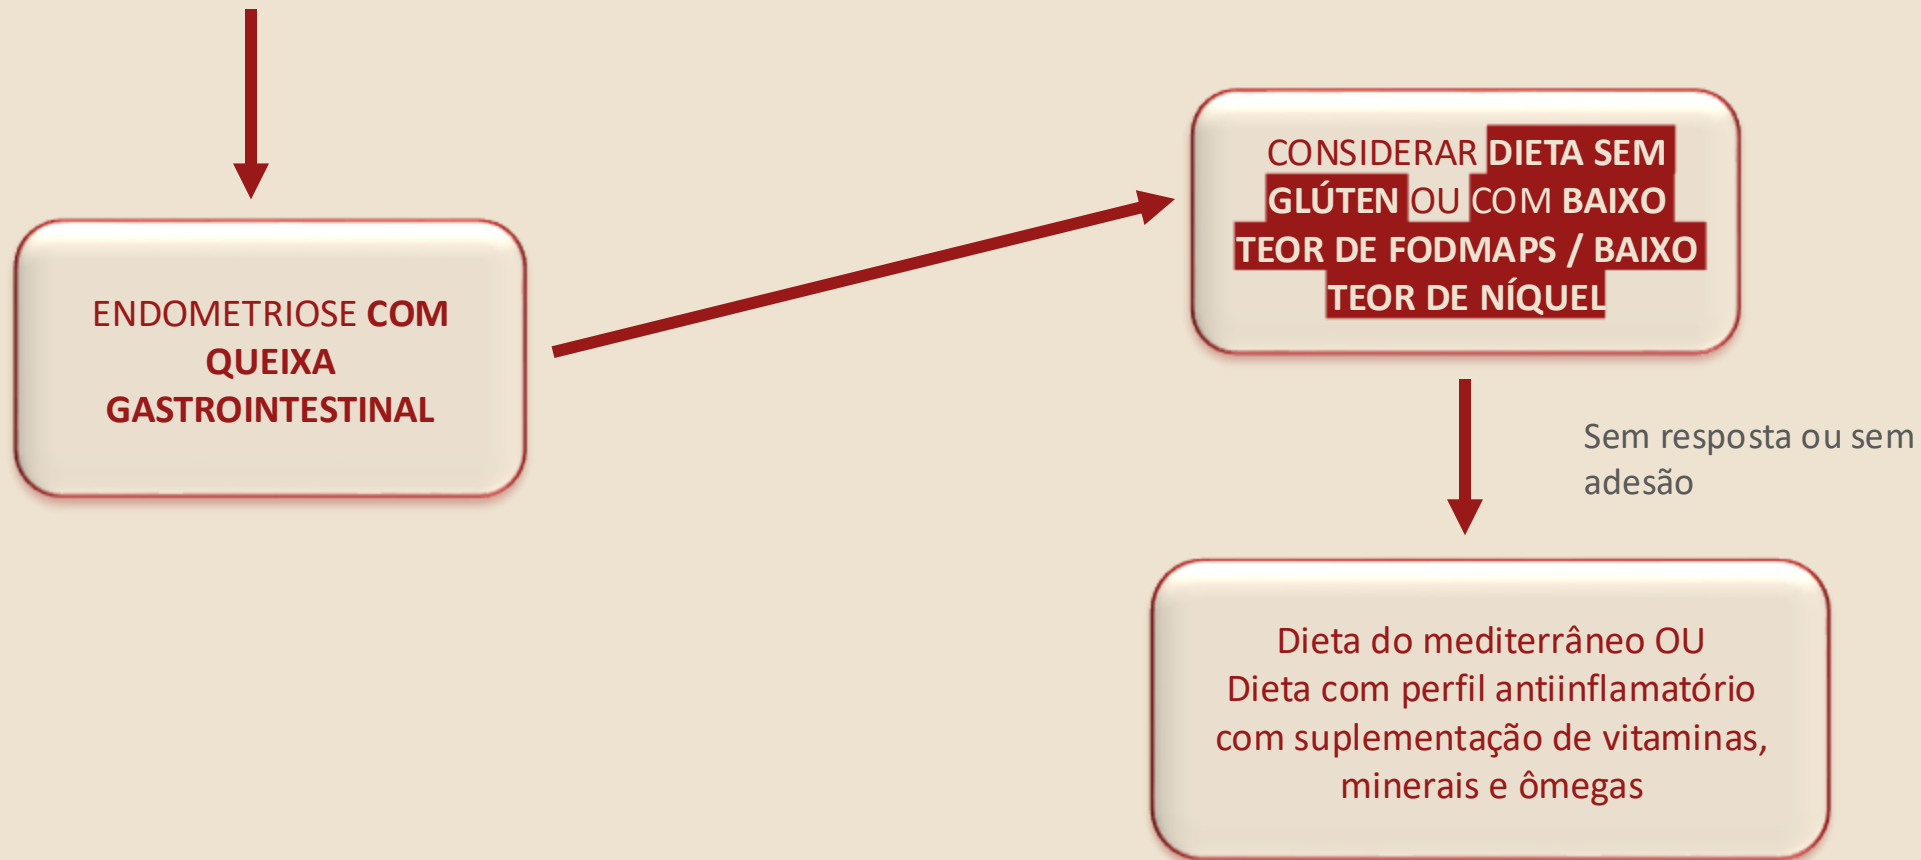 ENDOMETRIOSE COM
QUEIXA
GASTROINTESTINAL
CONSIDERAR DIETA SEM
GLÚTEN OU COM BAIXO
TEOR DE FODMAPS / BAIXO
TEOR DE NÍQUEL
Sem resposta ou sem
adesão
Dieta do mediterrâneo OU
Dieta com perfil antiinflamatório
com suplementação de vitaminas,
minerais e ômegas